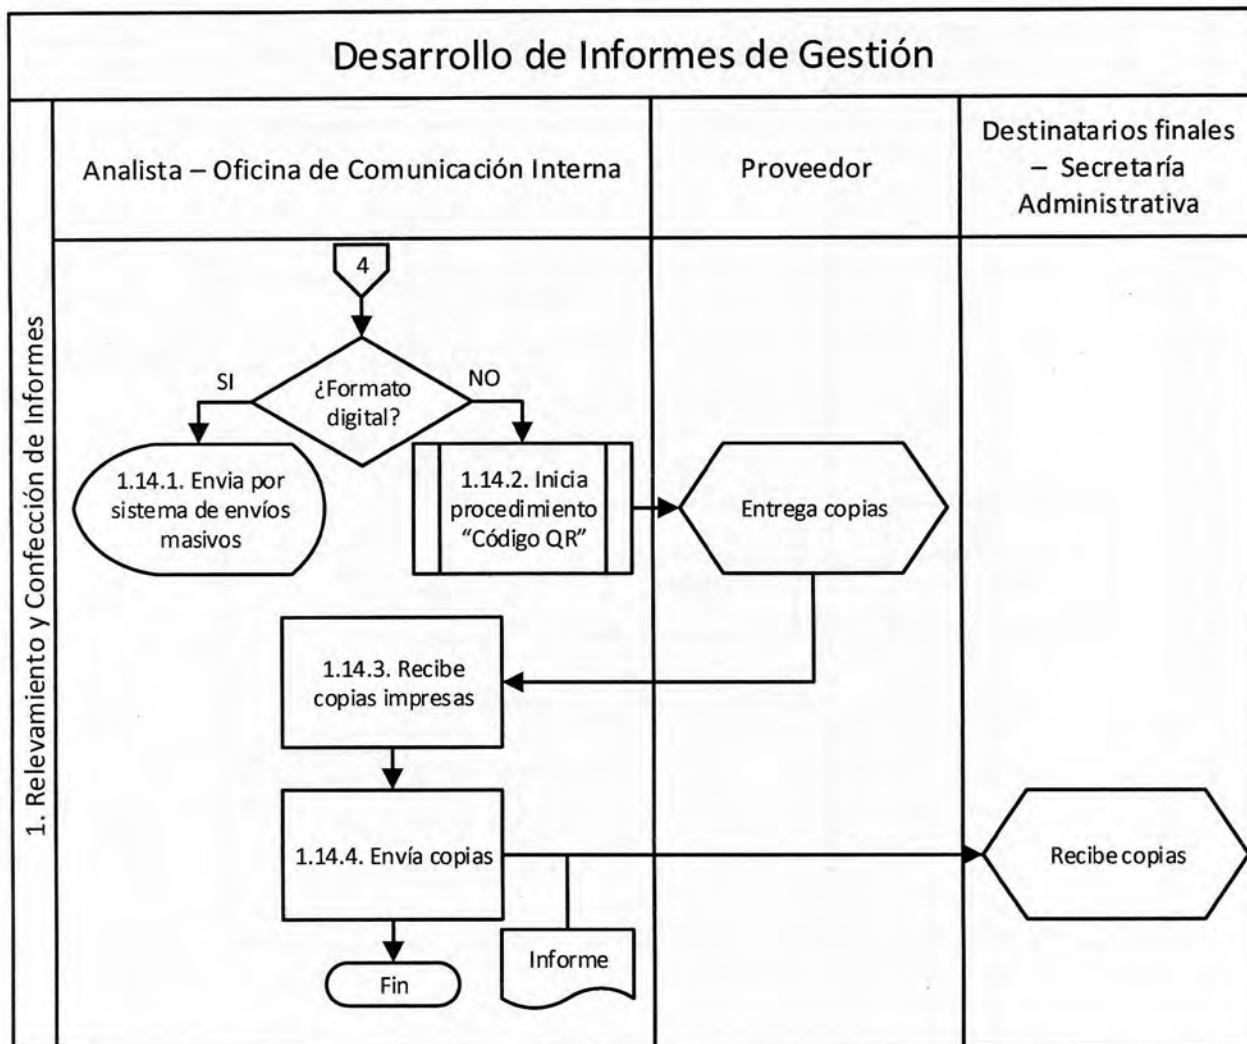 Desarrollo de Informes de Gestión
Analista – Oficina de Comunicación Interna
Proveedor
Destinatarios finales
– Secretaría
Administrativa
1. Relevamiento y Confección de Informes
4
¿Formato
digital?
SI
NO
1.14.1. Envia por
sistema de envíos
masivos
1.14.2. Inicia
procedimiento
“Código QR”
Entrega copias
1.14.3. Recibe
copias impresas
1.14.4. Envía copias
Recibe copias
Informe
Fin